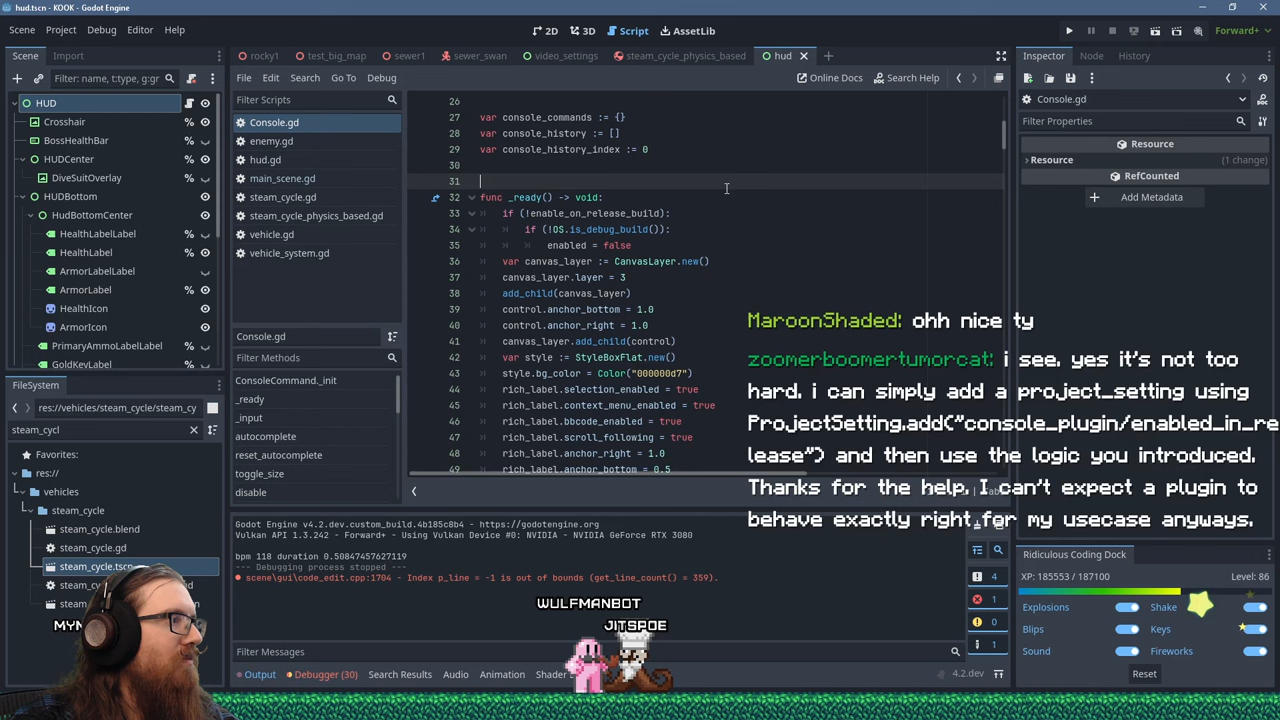 hud.tscn - KOOK - Godot Engine
Scene Project Debug Editor Help
2D 3D Script AssetLib
Forward+
Scene Import
rocky1 test_big_map sewer1 sewer_swan video_settings steam_cycle_physics_based hud
Inspector Node History
Filter: name, t:type, g:gr
File Edit Search Go To Debug
Online Docs Search Help
HUD
Crosshair
BossHealthBar
HUDCenter
DiveSuitOverlay
HUDBottom
HudBottomCenter
HealthLabelLabel
HealthLabel
ArmorLabelLabel
ArmorLabel
HealthIcon
ArmorIcon
PrimaryAmmoLabelLabel
GoldKeyLabel
Filter Scripts
Console.gd
enemy.gd
hud.gd
main_scene.gd
steam_cycle.gd
steam_cycle_physics_based.gd
vehicle.gd
vehicle_system.gd
Console.gd
Filter Methods
ConsoleCommand._init
_ready
_input
autocomplete
reset_autocomplete
toggle_size
disable
26
27 var console_commands := {}
28 var console_history := []
29 var console_history_index := 0
30
31
32 func _ready() -> void:
33 if (!enable_on_release_build):
34 if (!OS.is_debug_build()):
35 enabled = false
36 var canvas_layer := CanvasLayer.new()
37 canvas_layer.layer = 3
38 add_child(canvas_layer)
39 control.anchor_bottom = 1.0
40 control.anchor_right = 1.0
41 canvas_layer.add_child(control)
42 var style := StyleBoxFlat.new()
43 style.bg_color = Color("000000d7")
44 rich_label.selection_enabled = true
45 rich_label.context_menu_enabled = true
46 rich_label.bbcode_enabled = true
47 rich_label.scroll_following = true
48 rich_label.anchor_right = 1.0
49 rich_label.anchor_bottom = 0.5
Console.gd
Filter Properties
Resource
Resource (1 change)
RefCounted
Add Metadata
MaroonShaded: ohh nice ty
zoomerboomertumorcat: i see. yes it's not too
hard. i can simply add a project_setting using
ProjectSetting.add("console_plugin/enabled_in_re
lease") and then use the logic you introduced.
Thanks for the help. I can't expect a plugin to
behave exactly right for my usecase anyways.
FileSystem
res://vehicles/steam_cycle/steam_cy
steam_cycl
Favorites:
res://
vehicles
steam_cycle
steam_cycle.blend
steam_cycle.gd
steam_cycle.tscn
Godot Engine v4.2.dev.custom_build.4b185c8b4 - https://godotengine.org
Vulkan API 1.3.242 - Forward+ - Using Vulkan Device #0: NVIDIA - NVIDIA GeForce RTX 3080
bpm 118 duration 0.50847457627119
--- Debugging process stopped ---
scene\gui\code_edit.cpp:1704 - Index p_line = -1 is out of bounds (get_line_count() = 359).
4
1
0
1
WULFMANBOT
JITSPOE
Filter Messages
Output Debugger (30) Search Results Audio Animation Shader
4.2.dev
Ridiculous Coding Dock
XP: 185553 / 187100 Level: 86
Explosions Shake
Blips Keys
Sound Fireworks
Reset